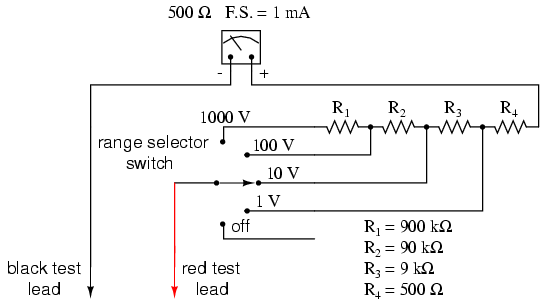 500 Ω F.S. = 1 mA
- +
1000 V
R1 R2 R3 R4
range selector
switch
100 V
10 V
1 V
off
R1 = 900 kΩ
R2 = 90 kΩ
R3 = 9 kΩ
R4 = 500 Ω
black test
lead
red test
lead